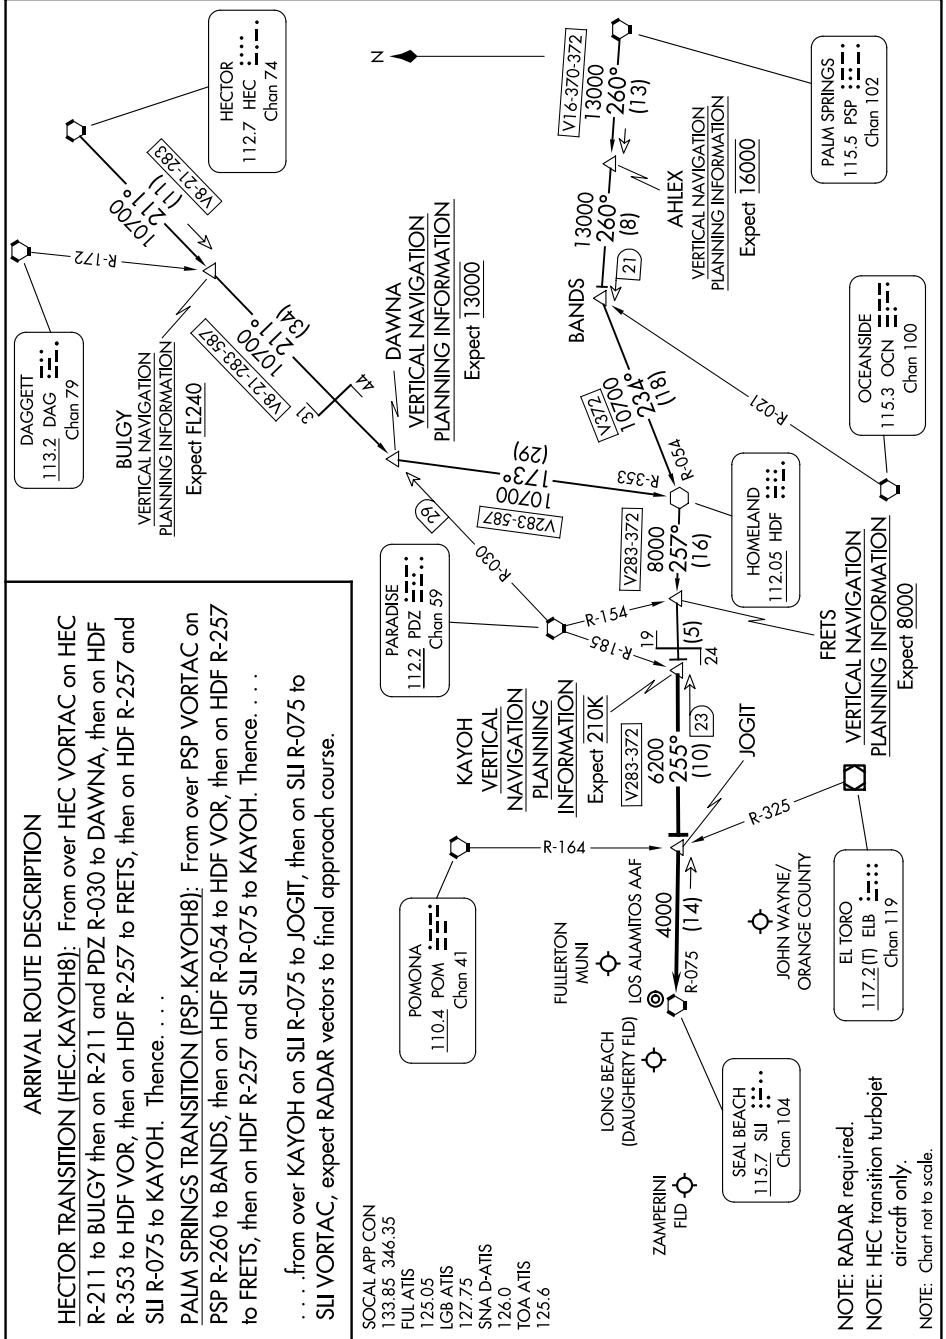 ARRIVAL ROUTE DESCRIPTION
HECTOR TRANSITION (HEC.KAYOH8): From over HEC VORTAC on HEC
R-211 to BULGY then on R-211 and PDZ R-030 to DAWNA, then on HDF
R-353 to HDF VOR, then on HDF R-257 to FRETS, then on HDF R-257 and
SLI R-075 to KAYOH. Thence. . . .
PALM SPRINGS TRANSITION (PSP.KAYOH8): From over PSP VORTAC on
PSP R-260 to BANDS, then on HDF R-054 to HDF VOR, then on HDF R-257
to FRETS, then on HDF R-257 and SLI R-075 to KAYOH. Thence. . . .
. . . .from over KAYOH on SLI R-075 to JOGIT, then on SLI R-075 to
SLI VORTAC, expect RADAR vectors to final approach course.
SOCAL APP CON
133.85 346.35
FUL ATIS
125.05
LGB ATIS
127.75
SNA D-ATIS
126.0
TOA ATIS
125.6
DAGGETT
113.2 DAG
Chan 79
R-172
HECTOR
112.7 HEC
Chan 74
10700
211°
(11)
V8-21-283
BULGY
VERTICAL NAVIGATION
PLANNING INFORMATION
Expect FL240
10700
211°
(34)
V8-21-283-587
31
44
DAWNA
VERTICAL NAVIGATION
PLANNING INFORMATION
Expect 13000
N
V16-370-372
13000
260°
(13)
PALM SPRINGS
115.5 PSP
Chan 102
AHLEX
VERTICAL NAVIGATION
PLANNING INFORMATION
Expect 16000
13000
260°
(8)
21
BANDS
V372
10700
234°
(18)
R-054
R-021
OCEANSIDE
115.3 OCN
Chan 100
29
R-030
V283-587
10700
173°
(29)
R-353
PARADISE
112.2 PDZ
Chan 59
R-154
R-185
HOMELAND
112.05 HDF
V283-372
8000
257°
(16)
FRETS
VERTICAL NAVIGATION
PLANNING INFORMATION
Expect 8000
19
24
(5)
KAYOH
VERTICAL
NAVIGATION
PLANNING
INFORMATION
Expect 210K
V283-372
6200
255°
(10)
23
JOGIT
POMONA
110.4 POM
Chan 41
R-164
R-325
EL TORO
117.2(T) ELB
Chan 119
4000
(14)
R-075
FULLERTON
MUNI
LOS ALAMITOS AAF
JOHN WAYNE/
ORANGE COUNTY
LONG BEACH
(DAUGHERTY FLD)
SEAL BEACH
115.7 SLI
Chan 104
ZAMPERINI
FLD
NOTE: RADAR required.
NOTE: HEC transition turbojet
aircraft only.
NOTE: Chart not to scale.